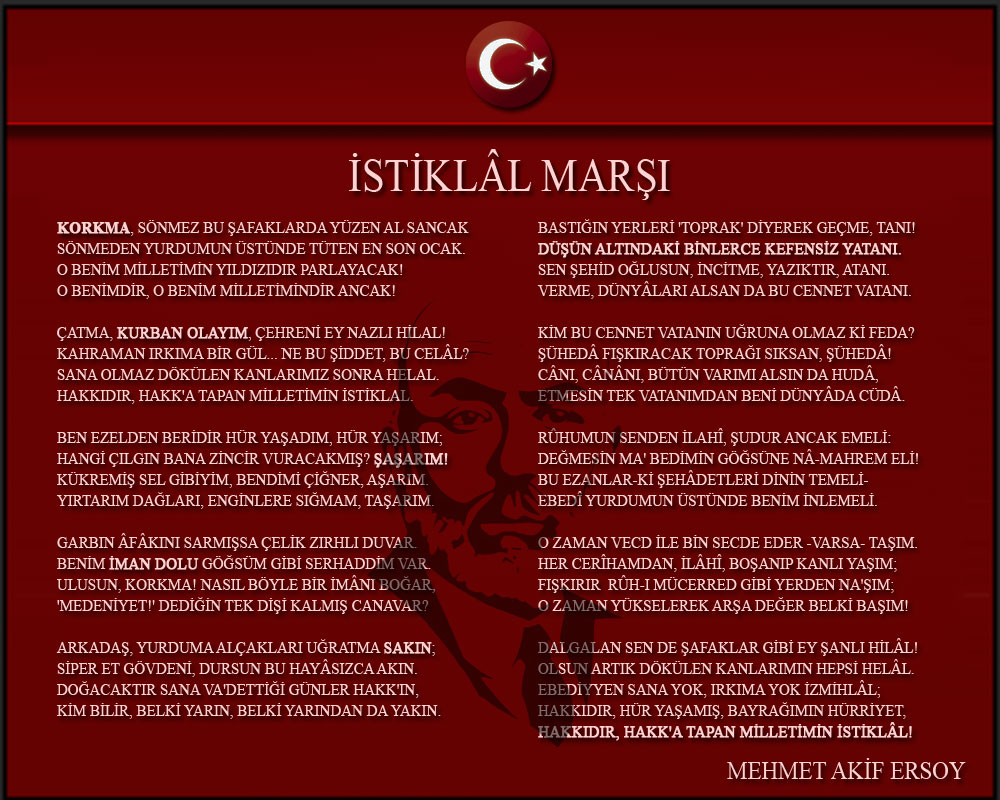 İSTİKLÂL MARŞI
KORKMA, SÖNMEZ BU ŞAFAKLARDA YÜZEN AL SANCAK
SÖNMEDEN YURDUMUN ÜSTÜNDE TÜTEN EN SON OCAK.
O BENİM MİLLETİMİN YILDIZIDIR PARLAYACAK!
O BENİMDİR, O BENİM MİLLETİMİNDİR ANCAK!
ÇATMA, KURBAN OLAYIM, ÇEHRENİ EY NAZLI HİLAL!
KAHRAMAN IRKIMA BİR GÜL... NE BU ŞİDDET, BU CELÂL?
SANA OLMAZ DÖKÜLEN KANLARIMIZ SONRA HELAL.
HAKKIDIR, HAKK'A TAPAN MİLLETİMİN İSTİKLAL.
BEN EZELDEN BERİDİR HÜR YAŞADIM, HÜR YAŞARIM;
HANGİ ÇILGIN BANA ZİNCİR VURACAKMIŞ? ŞAŞARIM!
KÜKREMİŞ SEL GİBİYİM, BENDİMİ ÇİĞNER, AŞARIM.
YIRTARIM DAĞLARI, ENGİNLERE SIĞMAM, TAŞARIM.
GARBIN ÂFÂKINI SARMIŞSA ÇELİK ZIRHLI DUVAR.
BENİM İMAN DOLU GÖĞSÜM GİBİ SERHADDİM VAR.
ULUSUN, KORKMA! NASIL BÖYLE BİR İMÂNI BOĞAR,
'MEDENİYET!' DEDİĞİN TEK DİŞİ KALMIŞ CANAVAR?
ARKADAŞ, YURDUMA ALÇAKLARI UĞRATMA SAKIN;
SİPER ET GÖVDENİ, DURSUN BU HAYÂSIZCA AKIN.
DOĞACAKTIR SANA VA'DETTİĞİ GÜNLER HAKK'IN,
KİM BİLİR, BELKİ YARIN, BELKİ YARINDAN DA YAKIN.
BASTIĞIN YERLERİ 'TOPRAK' DİYEREK GEÇME, TANI!
DÜŞÜN ALTINDAKİ BİNLERCE KEFENSİZ YATANI.
SEN ŞEHİD OĞLUSUN, İNCİTME, YAZIKTIR, ATANI.
VERME, DÜNYÂLARI ALSAN DA BU CENNET VATANI.
KİM BU CENNET VATANIN UĞRUNA OLMAZ Kİ FEDA?
ŞÜHEDÂ FIŞKIRACAK TOPRAĞI SIKSAN, ŞÜHEDÂ!
CÂNI, CÂNÂNI, BÜTÜN VARIMI ALSIN DA HUDÂ,
ETMESİN TEK VATANIMDAN BENİ DÜNYÂDA CÜDÂ.
RÛHUMUN SENDEN İLAHÎ, ŞUDUR ANCAK EMELİ:
DEĞMESİN MA' BEDİMİN GÖĞSÜNE NÂ-MAHREM ELİ!
BU EZANLAR-Kİ ŞEHÂDETLERİ DİNİN TEMELİ-
EBEDÎ YURDUMUN ÜSTÜNDE BENİM İNLEMELİ.
O ZAMAN VECD İLE BİN SECDE EDER -VARSA- TAŞIM.
HER CERÎHAMDAN, İLÂHÎ, BOŞANIP KANLI YAŞIM;
FIŞKIRIR RÛH-I MÜCERRED GİBİ YERDEN NA'ŞIM;
O ZAMAN YÜKSELEREK ARŞA DEĞER BELKİ BAŞIM!
DALGALAN SEN DE ŞAFAKLAR GİBİ EY ŞANLI HİLÂL!
OLSUN ARTIK DÖKÜLEN KANLARIMIN HEPSİ HELÂL.
EBEDİYYEN SANA YOK, IRKIMA YOK İZMİHLÂL;
HAKKIDIR, HÜR YAŞAMIŞ, BAYRAĞIMIN HÜRRİYET,
HAKKIDIR, HAKK'A TAPAN MİLLETİMİN İSTİKLÂL!
MEHMET AKİF ERSOY